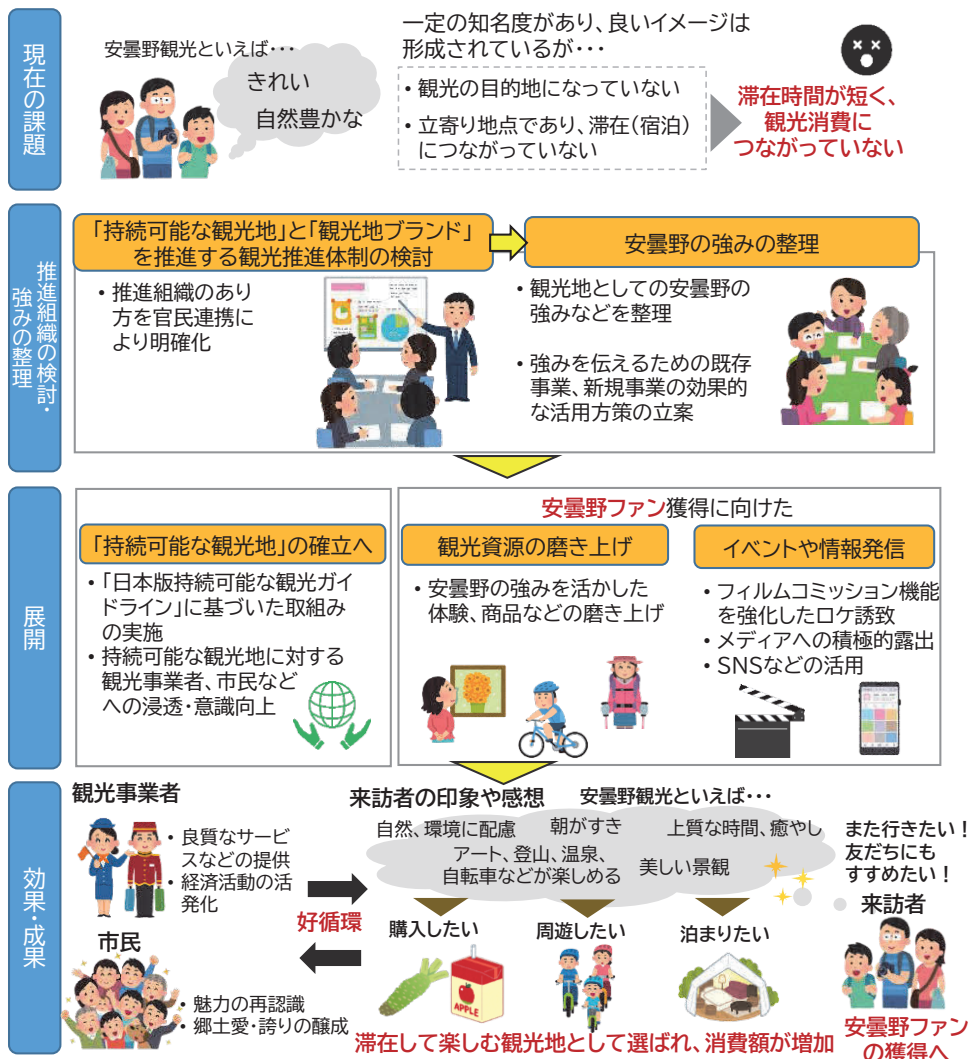 現在の課題
安曇野観光といえば・・・
きれい
自然豊かな
一定の知名度があり、良いイメージは
形成されているが・・・
・観光の目的地になっていない
・立寄り地点であり、滞在(宿泊)
につながっていない
滞在時間が短く、
観光消費に
つながっていない
推進組織の検討・
強みの整理
「持続可能な観光地」と「観光地ブランド」
を推進する観光推進体制の検討
・推進組織のあり
方を官民連携に
より明確化
安曇野の強みの整理
・観光地としての安曇野の
強みなどを整理
・強みを伝えるための既存
事業、新規事業の効果的
な活用方策の立案
展開
「持続可能な観光地」の確立へ
・「日本版持続可能な観光ガイ
ドライン」に基づいた取組み
の実施
・持続可能な観光地に対する
観光事業者、市民など
への浸透・意識向上
安曇野ファン獲得に向けた
観光資源の磨き上げ
・安曇野の強みを活かした
体験、商品などの磨き上げ
イベントや情報発信
・フィルムコミッション機能
を強化したロケ誘致
・メディアへの積極的露出
・SNSなどの活用
効果・成果
観光事業者
・良質なサービ
スなどの提供
・経済活動の活
発化
市民
・魅力の再認識
・郷土愛・誇りの醸成
好循環
来訪者の印象や感想
安曇野観光といえば・・・
自然、環境に配慮
朝がすき
上質な時間、癒やし
アート、登山、温泉、
自転車などが楽しめる
美しい景観
購入したい
周遊したい
泊まりたい
APPLE
また行きたい！
友だちにも
すすめたい！
来訪者
滞在して楽しむ観光地として選ばれ、消費額が増加
安曇野ファン
の獲得へ